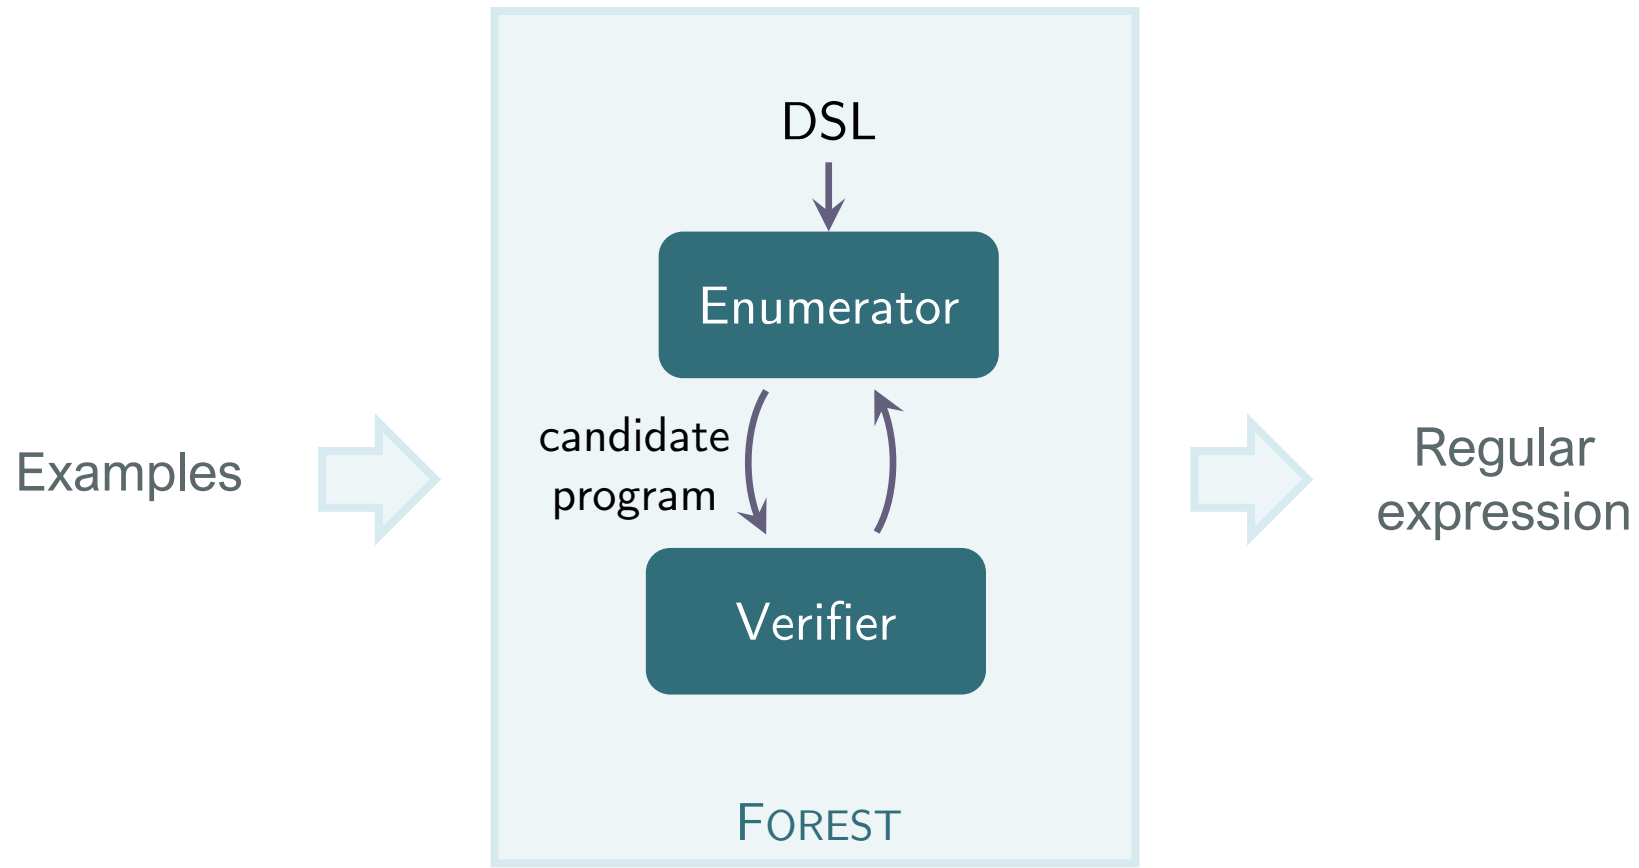 DSL
Enumerator
candidate
program
Examples
Regular
expression
Verifier
FOREST